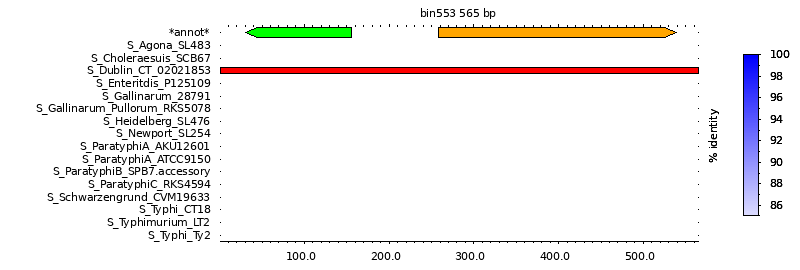 bin553 565 bp
*annot*
S_Agona_SL483
S_Choleraesuis_SCB67
S_Dublin_CT_02021853
S_Enteritdis_P125109
S_Gallinarum_28791
S_Gallinarum_Pullorum_RKS5078
S_Heidelberg_SL476
S_Newport_SL254
S_ParatyphiA_AKU12601
S_ParatyphiA_ATCC9150
S_ParatyphiB_SPB7.accessory
S_ParatyphiC_RKS4594
S_Schwarzengrund_CVM19633
S_Typhi_CT18
S_Typhimurium_LT2
S_Typhi_Ty2
100.0 200.0 300.0 400.0 500.0
% identity
100
98
96
94
92
90
88
86